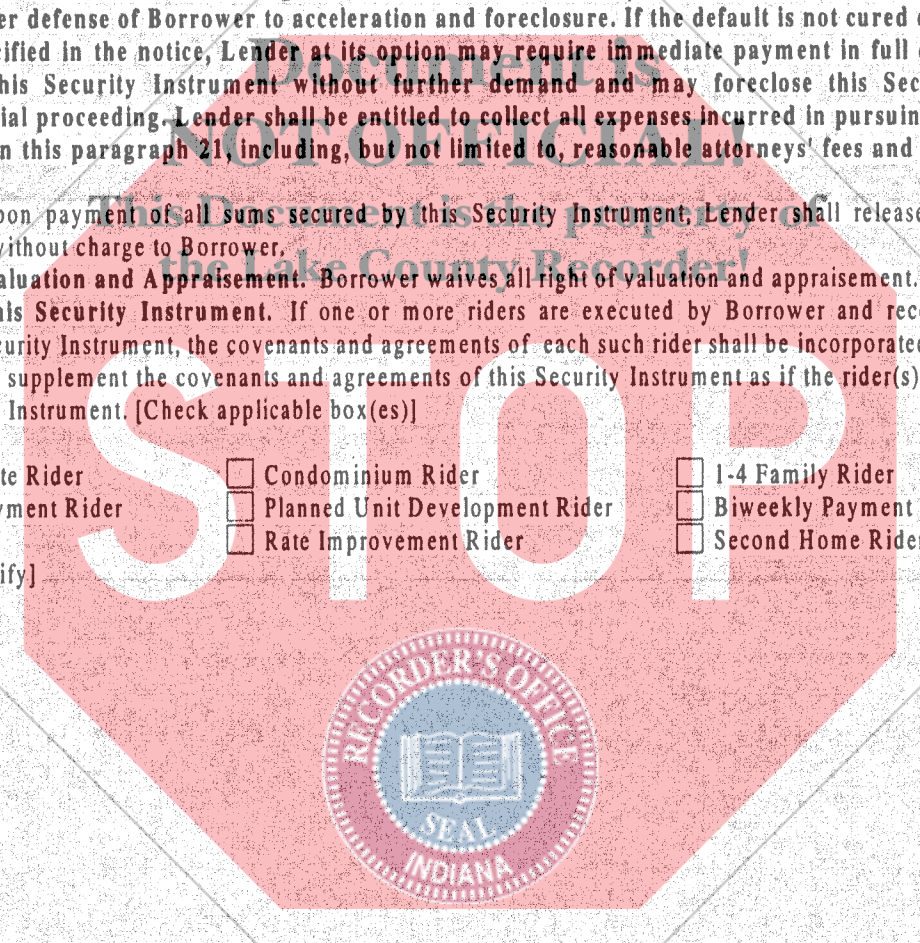 er defense of Borrower to acceleration and foreclosure. If the default is not cured
cified in the notice, Lender at its option may require immediate payment in full
his Security Instrument without further demand and may foreclose this Sec
ial proceeding. Lender shall be entitled to collect all expenses incurred in pursuin
n this paragraph 21, including, but not limited to, reasonable attorneys' fees and
pon payment of all sums secured by this Security Instrument, Lender shall release
without charge to Borrower,
aluation and Appraisement. Borrower waives all right of valuation and appraisement.
his Security Instrument. If one or more riders are executed by Borrower and rec
curity Instrument, the covenants and agreements of each such rider shall be incorporated
supplement the covenants and agreements of this Security Instrument as if the rider(s)
Instrument. [Check applicable box(es)]
te Rider Condominium Rider 1-4 Family Rider
yment Rider Planned Unit Development Rider Biweekly Payment
Rate Improvement Rider Second Home Rider
ify]
Document is
NOT OFFICIAL!
This Document is the property of
the Lake County Recorder!
STOP
RECORDER'S OFFICE
SEAL
INDIANA